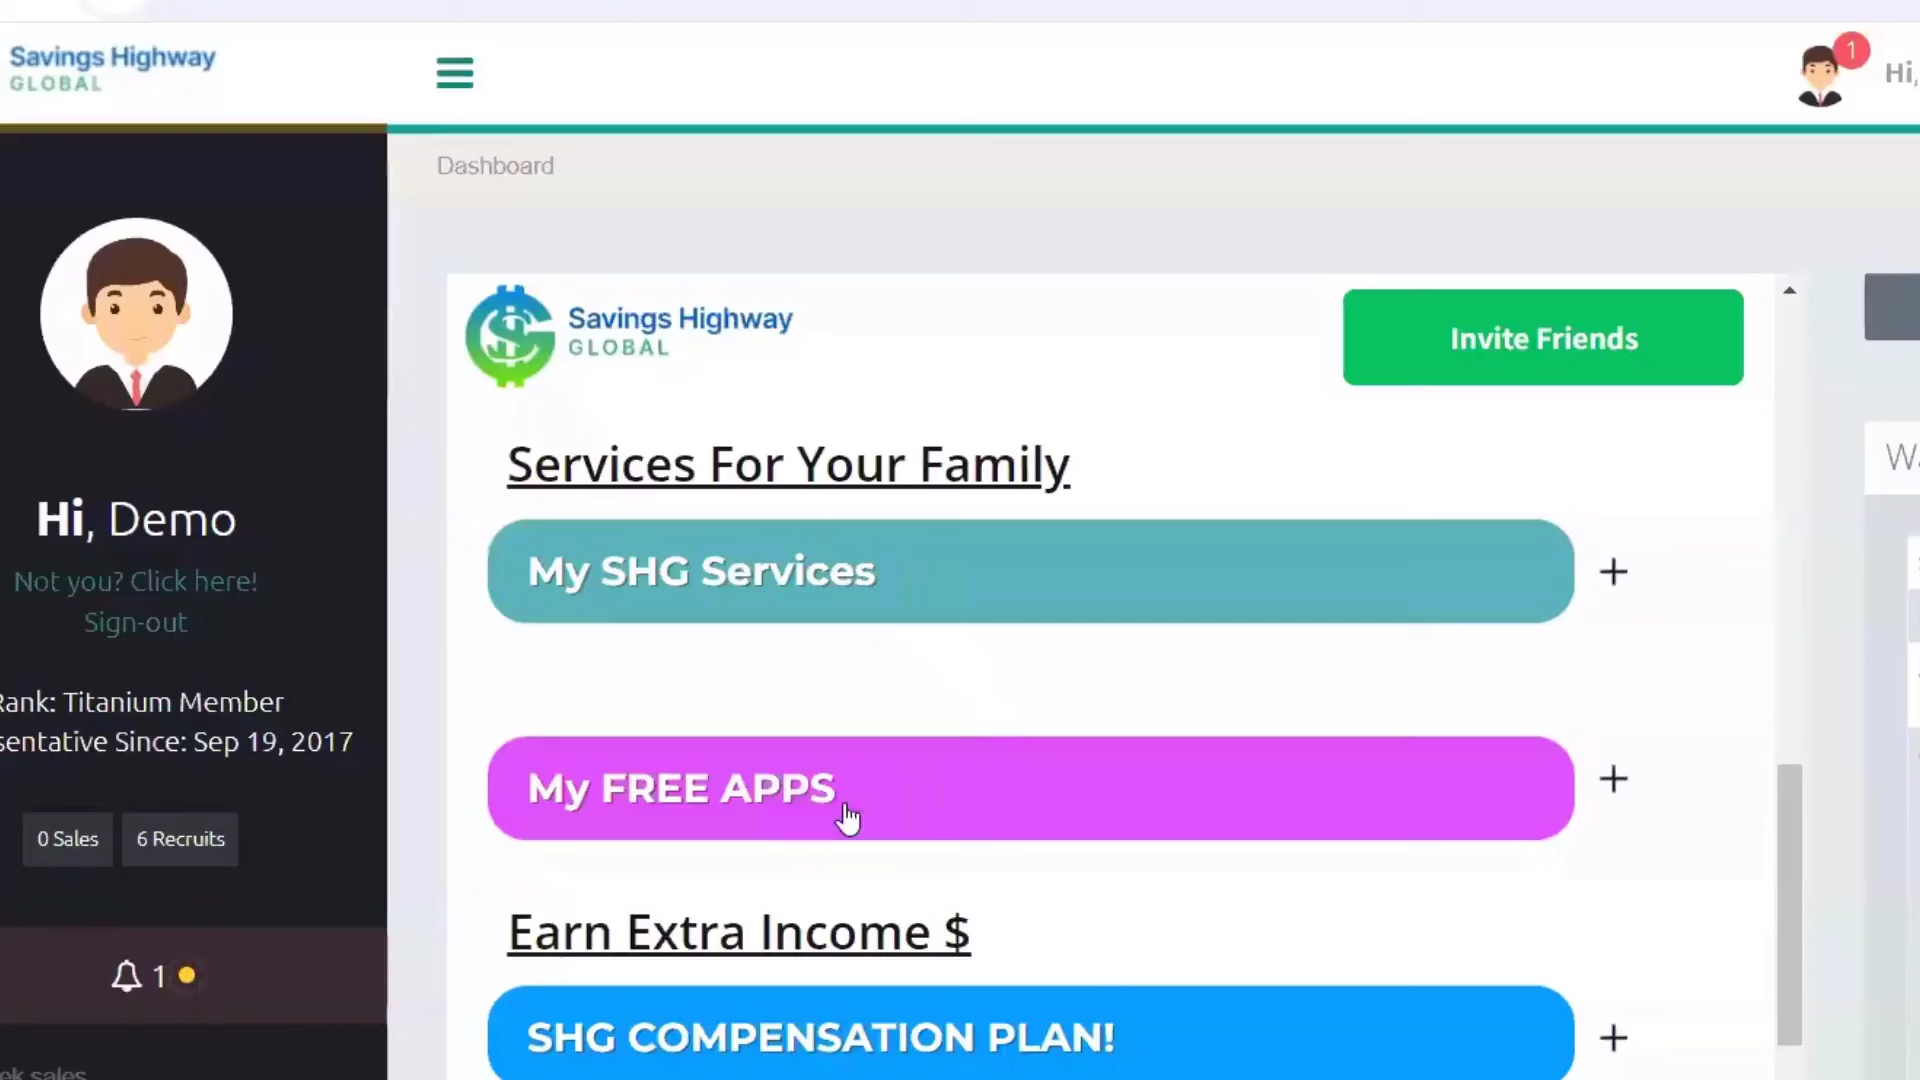 Savings Highway
GLOBAL
1
Hi,
Dashboard
Savings Highway
GLOBAL
Invite Friends
Services For Your Family
My SHG Services
+
Hi, Demo
Not you? Click here!
Sign-out
Rank: Titanium Member
Since: Sep 19, 2017
My FREE APPS
+
0 Sales
6 Recruits
Earn Extra Income $
1
SHG COMPENSATION PLAN!
+
sales